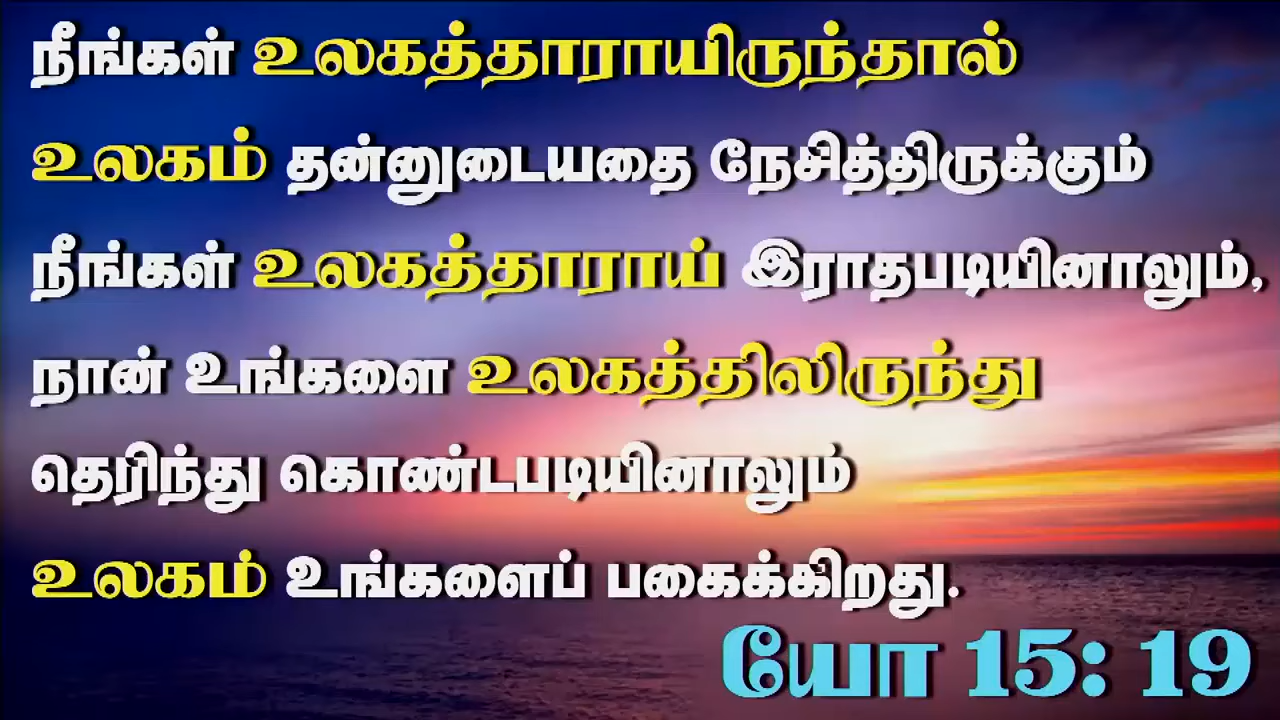 நீங்கள் உலகத்தாராயிருந்தால்
உலகம் தன்னுடையதை நேசித்திருக்கும்
நீங்கள் உலகத்தாராய் இராதபடியினாலும்,
நான் உங்களை உலகத்திலிருந்து
தெரிந்து கொண்டபடியினாலும்
உலகம் உங்களைப் பகைக்கிறது.
யோ 15: 19